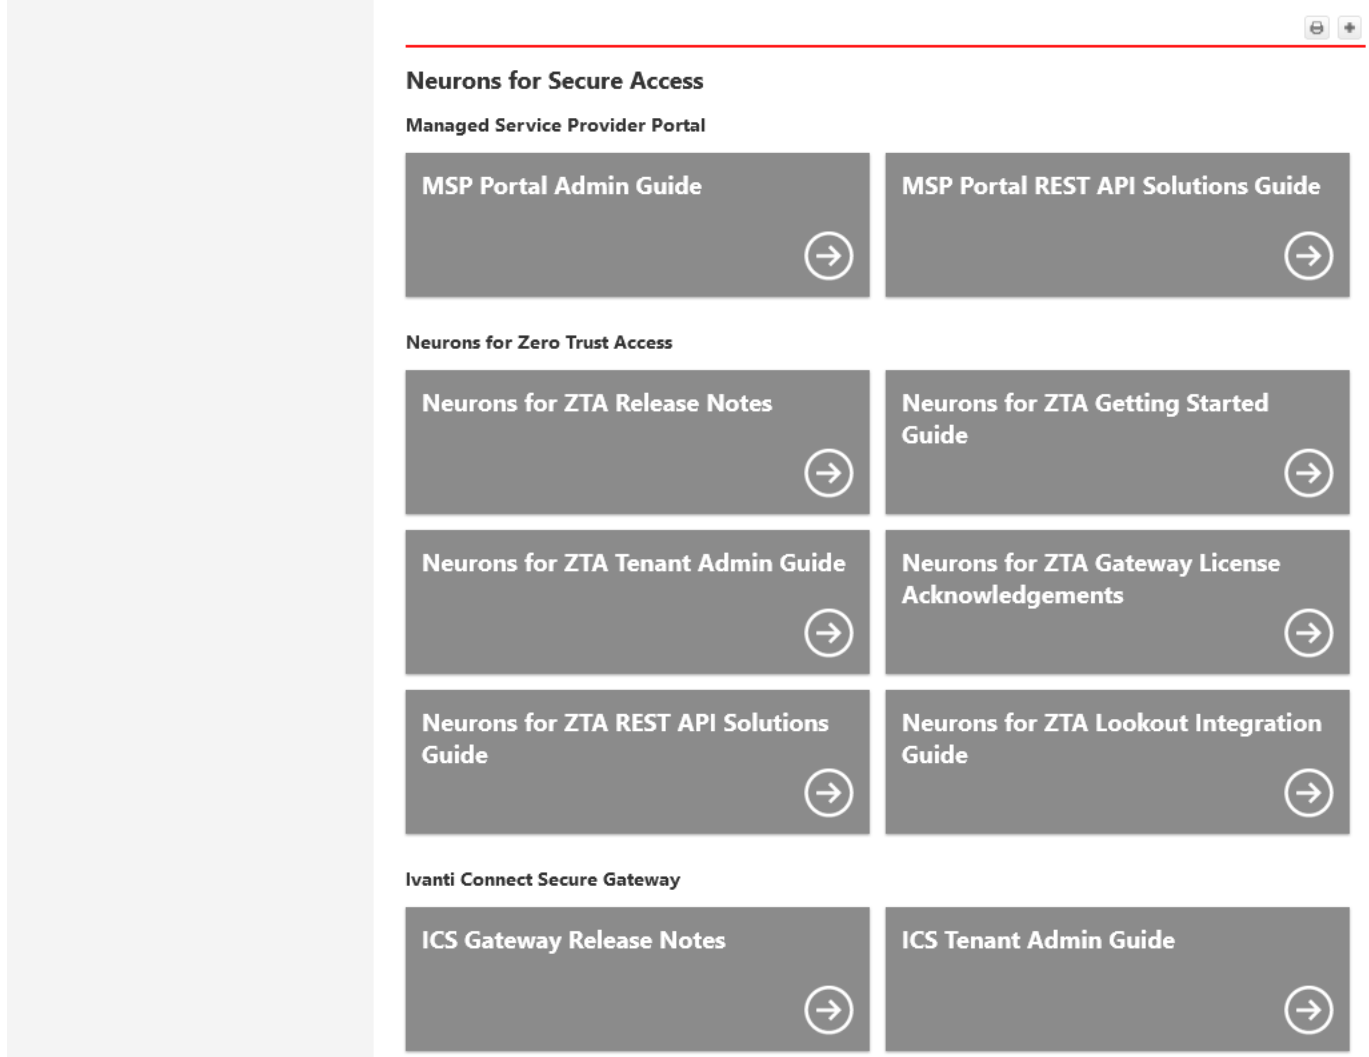 Neurons for Secure Access
Managed Service Provider Portal
MSP Portal Admin Guide
MSP Portal REST API Solutions Guide
Neurons for Zero Trust Access
Neurons for ZTA Release Notes
Neurons for ZTA Getting Started
Guide
Neurons for ZTA Tenant Admin Guide
Neurons for ZTA Gateway License
Acknowledgements
Neurons for ZTA REST API Solutions
Guide
Neurons for ZTA Lookout Integration
Guide
Ivanti Connect Secure Gateway
ICS Gateway Release Notes
ICS Tenant Admin Guide